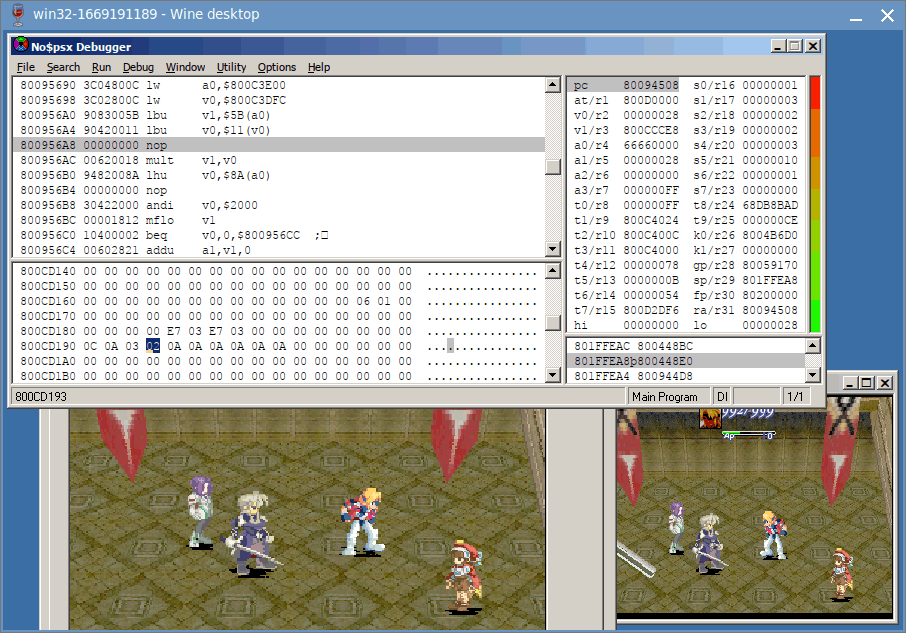 win32-1669191189 - Wine desktop
No$psx Debugger
File Search Run Debug Window Utility Options Help
80095690 3C04800C lw a0,$800C3E00
80095698 3C02800C lw v0,$800C3DFC
800956A0 9083005B lbu v1,$5B(a0)
800956A4 90420011 lbu v0,$11(v0)
800956A8 00000000 nop
800956AC 00620018 mult v1,v0
800956B0 9482008A lhu v0,$8A(a0)
800956B4 00000000 nop
800956B8 30422000 andi v0,$2000
800956BC 00001812 mflo v1
800956C0 10400002 beq v0,0,$800956CC ;□
800956C4 00602821 addu a1,v1,0
pc 80094508 s0/r16 00000001
at/r1 800D0000 s1/r17 00000003
v0/r2 00000028 s2/r18 00000002
v1/r3 800CCCE8 s3/r19 00000002
a0/r4 66660000 s4/r20 00000003
a1/r5 00000028 s5/r21 00000010
a2/r6 00000000 s6/r22 00000001
a3/r7 000000FF s7/r23 00000000
t0/r8 000000FF t8/r24 68DB8BAD
t1/r9 800C4024 t9/r25 000000CE
t2/r10 800C400C k0/r26 8004B6D0
t3/r11 800C4000 k1/r27 00000000
t4/r12 00000078 gp/r28 80059170
t5/r13 0000000B sp/r29 801FFEA8
t6/r14 00000054 fp/r30 80200000
t7/r15 800D2DF6 ra/r31 80094508
hi 00000000 lo 00000028
800CD140 00 00 00 00 00 00 00 00 00 00 00 00 00 00 00 00 ................
800CD150 00 00 00 00 00 00 00 00 00 00 00 00 00 00 00 00 ................
800CD160 00 00 00 00 00 00 00 00 00 00 00 00 00 06 01 00 ................
800CD170 00 00 00 00 00 00 00 00 00 00 00 00 00 00 00 00 ................
800CD180 00 00 00 00 E7 03 E7 03 00 00 00 00 00 00 00 00 ................
800CD190 0C 0A 03 02 0A 0A 0A 0A 0A 0A 00 00 00 00 00 00 ................
800CD1A0 00 00 00 00 00 00 00 00 00 00 00 00 00 00 00 00 ................
800CD1B0 00 00 00 00 00 00 00 00 00 00 00 00 00 00 00 00 ................
801FFEAC 800448BC
801FFEA8þ800448E0
801FFEA4 800944D8
800CD193 Main Program DI 1/1
992/999
Ap 0